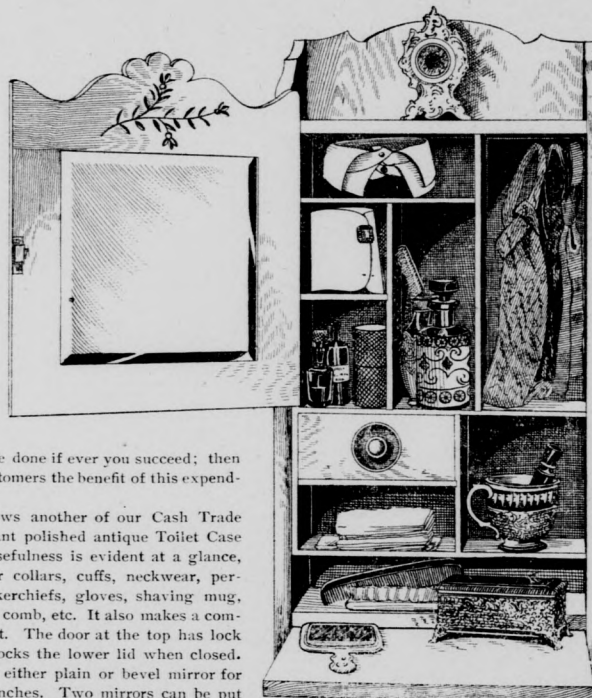 e done if ever you succeed; then
tomers the benefit of this expend-
ws another of our Cash Trade
nt polished antique Toilet Case
sefulness is evident at a glance,
r collars, cuffs, neckwear, per-
kerchiefs, gloves, shaving mug,
comb, etc. It also makes a com-
t. The door at the top has lock
ocks the lower lid when closed.
either plain or bevel mirror for
nches. Two mirrors can be put